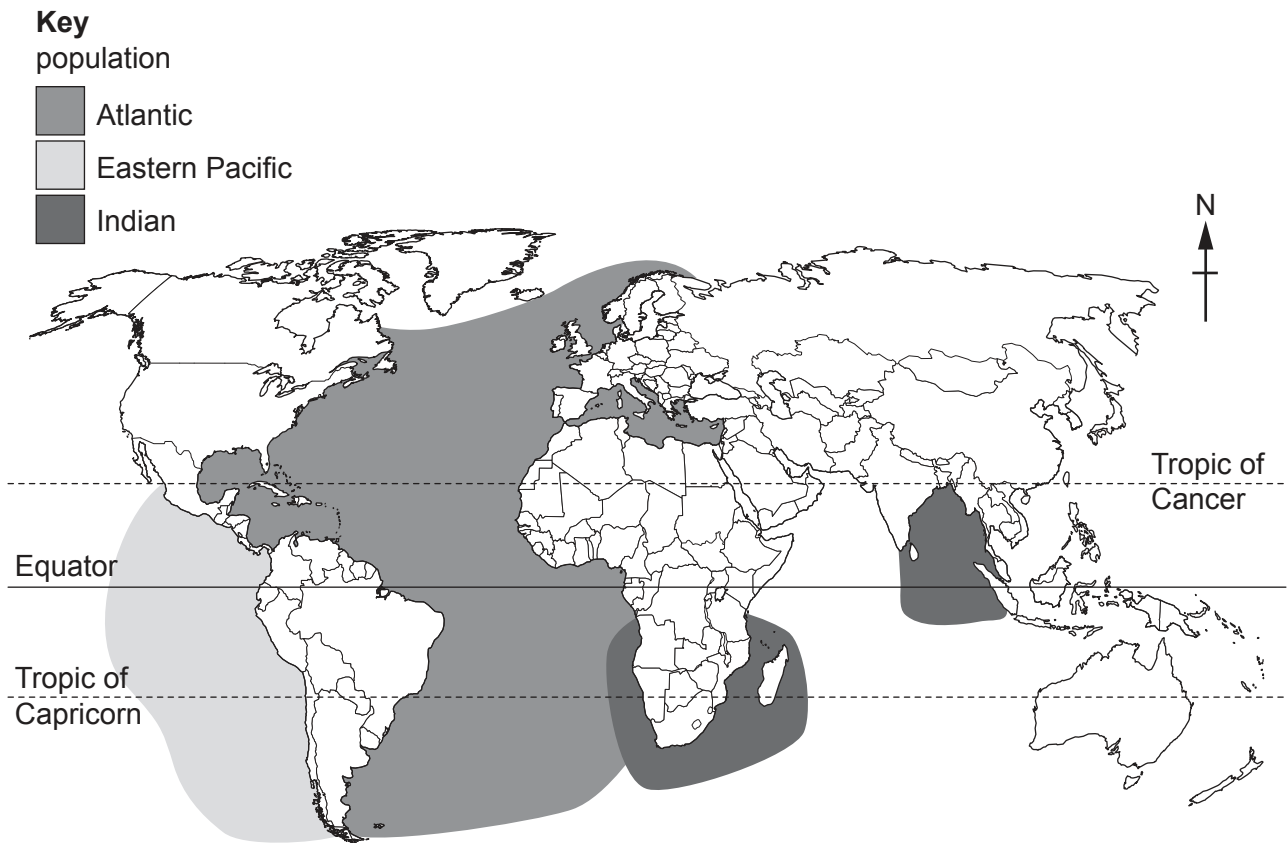 Key
population
Atlantic
Eastern Pacific
Indian
N
Tropic of
Cancer
Equator
Tropic of
Capricorn